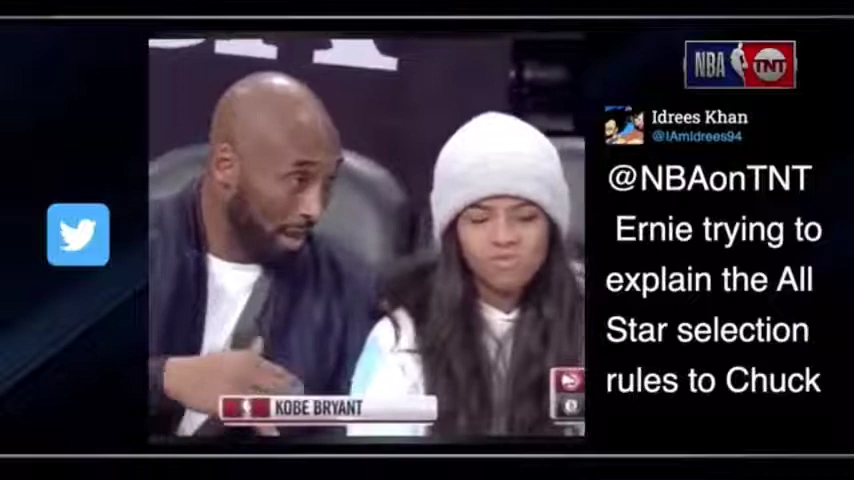 NBA TNT
Idrees Khan
@IAmIdrees94
@NBAonTNT
Ernie trying to
explain the All
Star selection
rules to Chuck
KOBE BRYANT